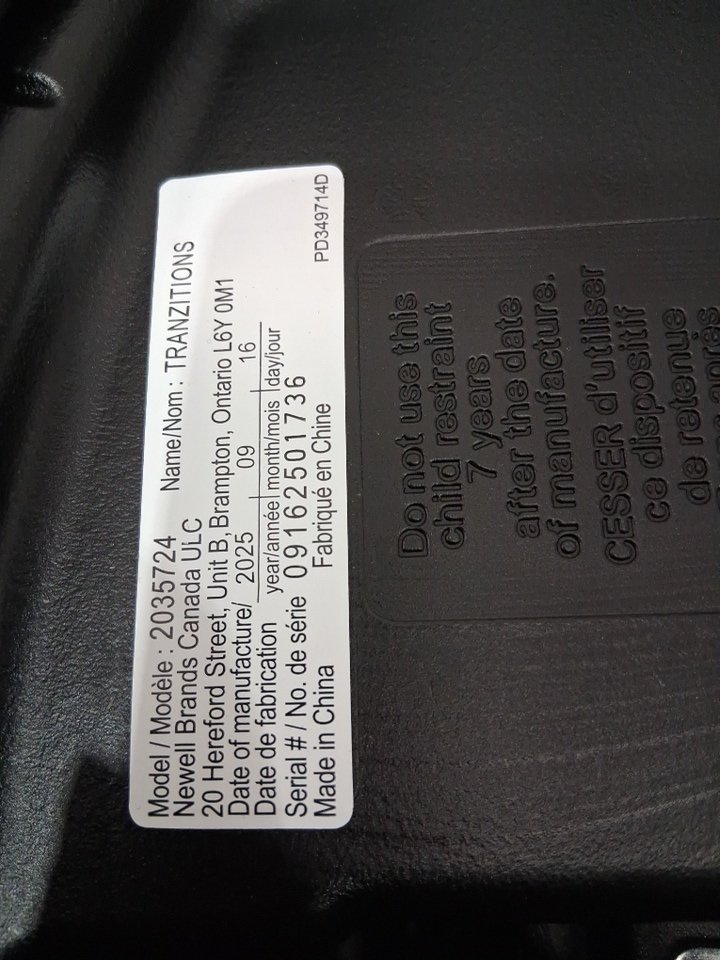 Model / Modèle : 2035724 Name/Nom : TRANZITIONS
Newell Brands Canada ULC
20 Hereford Street, Unit B, Brampton, Ontario L6Y 0M1
Date of manufacture/ 2025 09 16
Date de fabrication year/année month/mois day/jour
Serial # / No. de série 09162501736
Made in China Fabriqué en Chine
PD349714D
Do not use this
child restraint
7 years
after the date
of manufacture.
CESSER d'utiliser
ce dispositif
de retenue